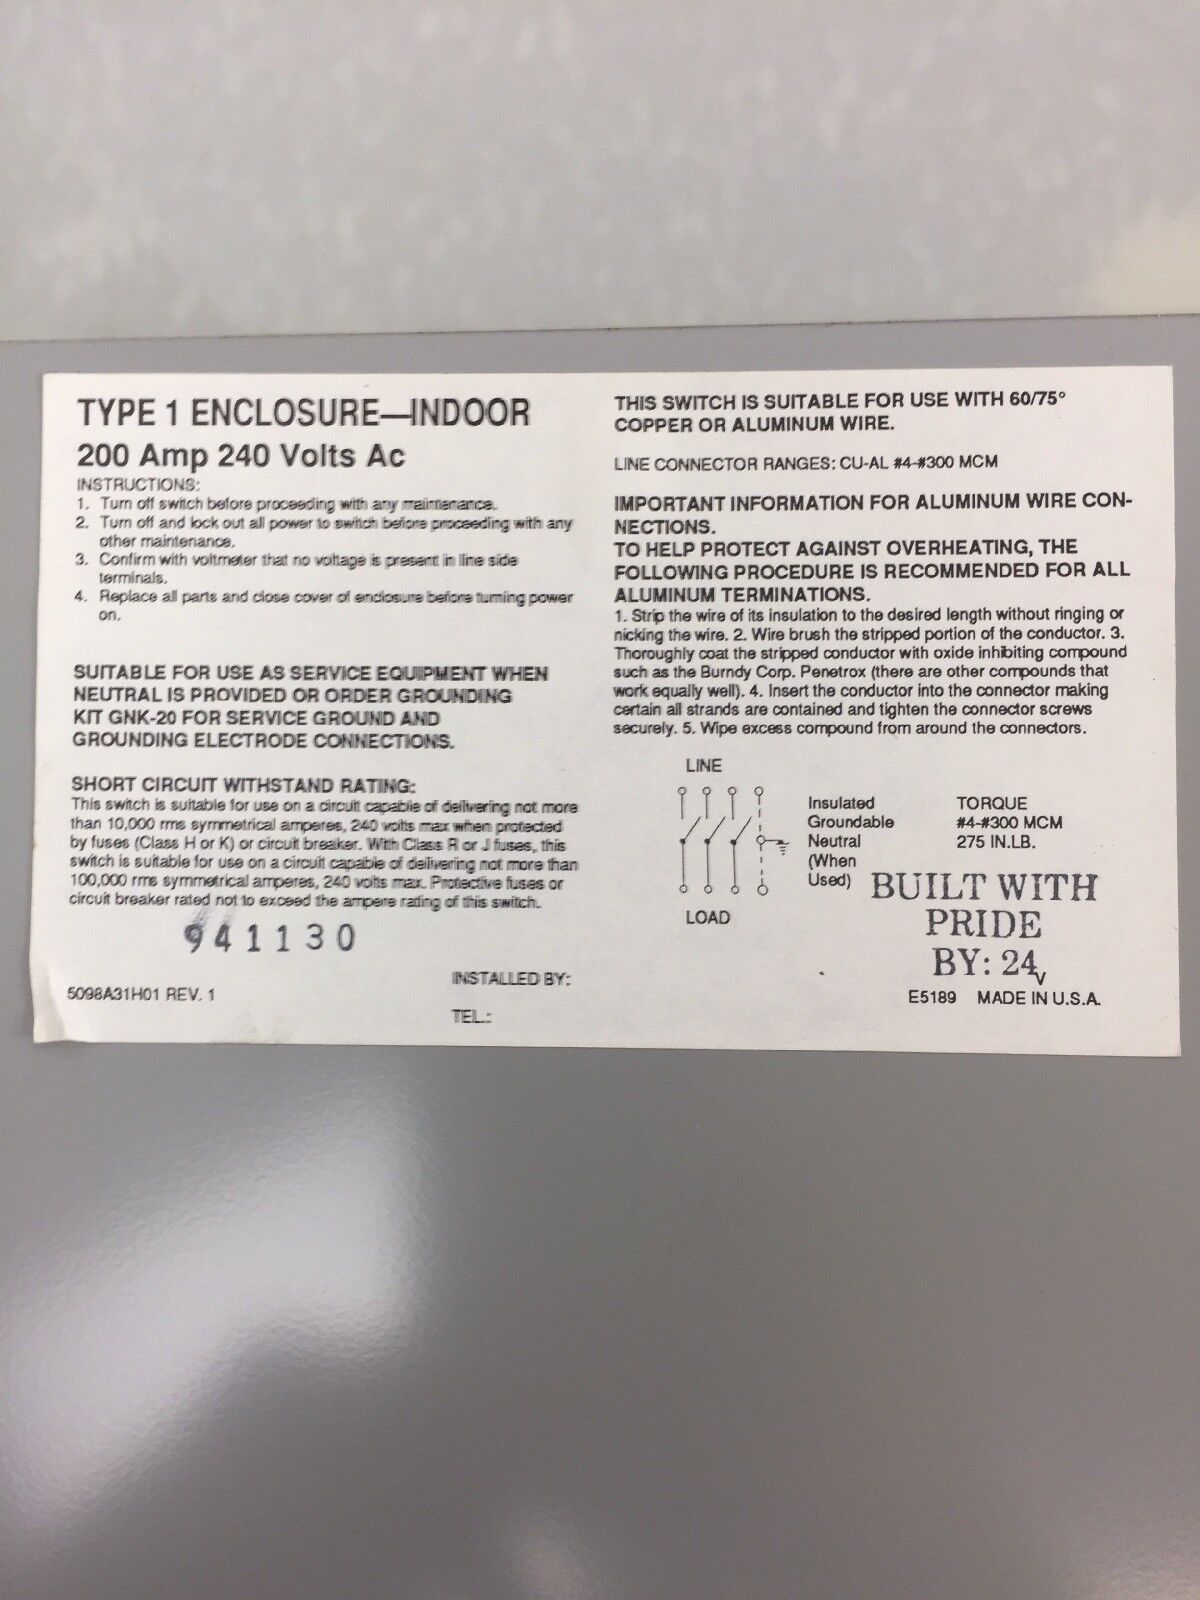 TYPE 1 ENCLOSURE—INDOOR
200 Amp 240 Volts Ac
INSTRUCTIONS:
1. Turn off switch before proceeding with any maintenance.
2. Turn off and lock out all power to switch before proceeding with any
other maintenance.
3. Confirm with voltmeter that no voltage is present in line side
terminals.
4. Replace all parts and close cover of enclosure before turning power
on.
SUITABLE FOR USE AS SERVICE EQUIPMENT WHEN
NEUTRAL IS PROVIDED OR ORDER GROUNDING
KIT GNK-20 FOR SERVICE GROUND AND
GROUNDING ELECTRODE CONNECTIONS.
SHORT CIRCUIT WITHSTAND RATING:
This switch is suitable for use on a circuit capable of delivering not more
than 10,000 rms symmetrical amperes, 240 volts max when protected
by fuses (Class H or K) or circuit breaker. With Class R or J fuses, this
switch is suitable for use on a circuit capable of delivering not more than
100,000 rms symmetrical amperes, 240 volts max. Protective fuses or
circuit breaker rated not to exceed the ampere rating of this switch.
941130
INSTALLED BY:
5098A31H01 REV. 1
TEL.:
THIS SWITCH IS SUITABLE FOR USE WITH 60/75°
COPPER OR ALUMINUM WIRE.
LINE CONNECTOR RANGES: CU-AL #4-#300 MCM
IMPORTANT INFORMATION FOR ALUMINUM WIRE CON-
NECTIONS.
TO HELP PROTECT AGAINST OVERHEATING, THE
FOLLOWING PROCEDURE IS RECOMMENDED FOR ALL
ALUMINUM TERMINATIONS.
1. Strip the wire of its insulation to the desired length without ringing or
nicking the wire. 2. Wire brush the stripped portion of the conductor. 3.
Thoroughly coat the stripped conductor with oxide inhibiting compound
such as the Burndy Corp. Penetrox (there are other compounds that
work equally well). 4. Insert the conductor into the connector making
certain all strands are contained and tighten the connector screws
securely. 5. Wipe excess compound from around the connectors.
LINE
LOAD
Insulated
Groundable
Neutral
(When
Used)
TORQUE
#4-#300 MCM
275 IN.LB.
BUILT WITH
PRIDE
BY: 24
V
E5189 MADE IN U.S.A.